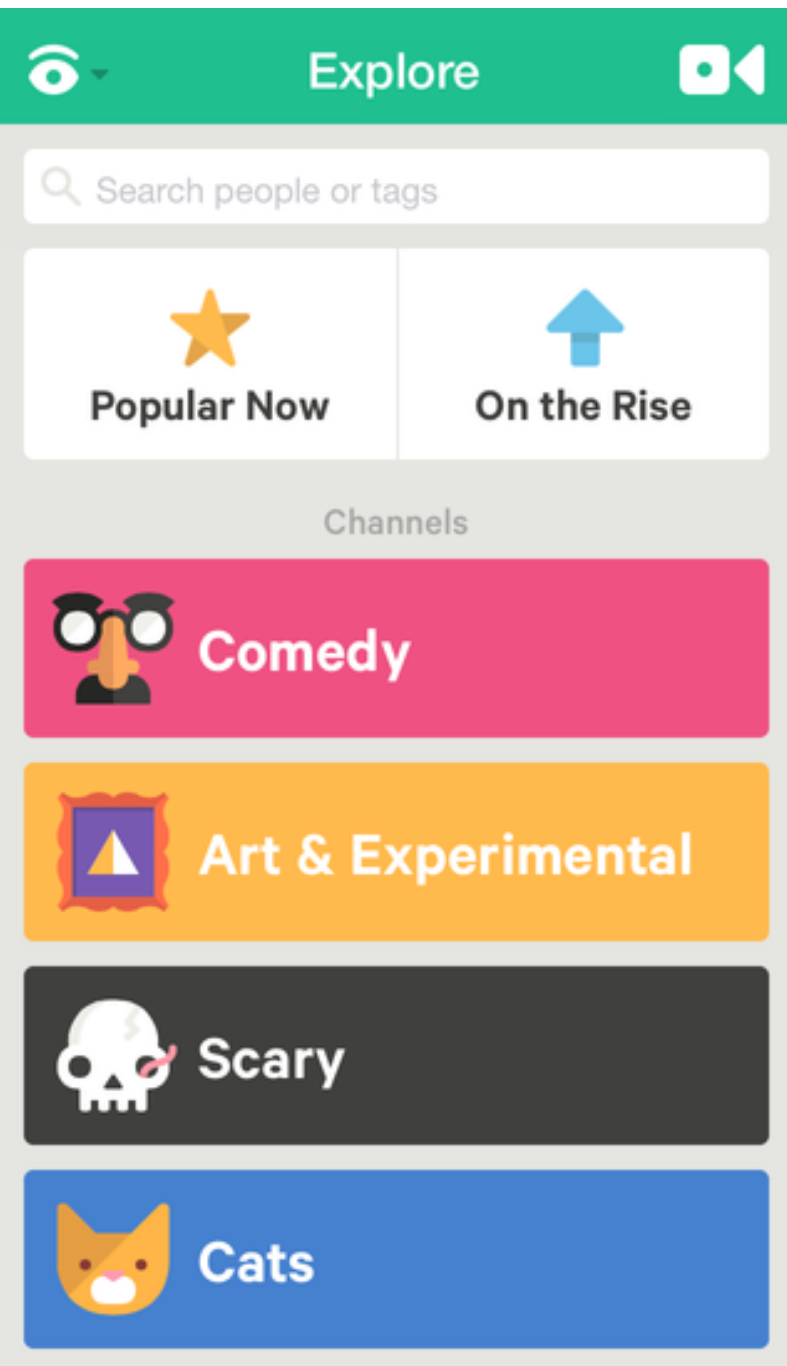 Explore
Search people or tags
Popular Now
On the Rise
Channels
Comedy
Art & Experimental
Scary
Cats